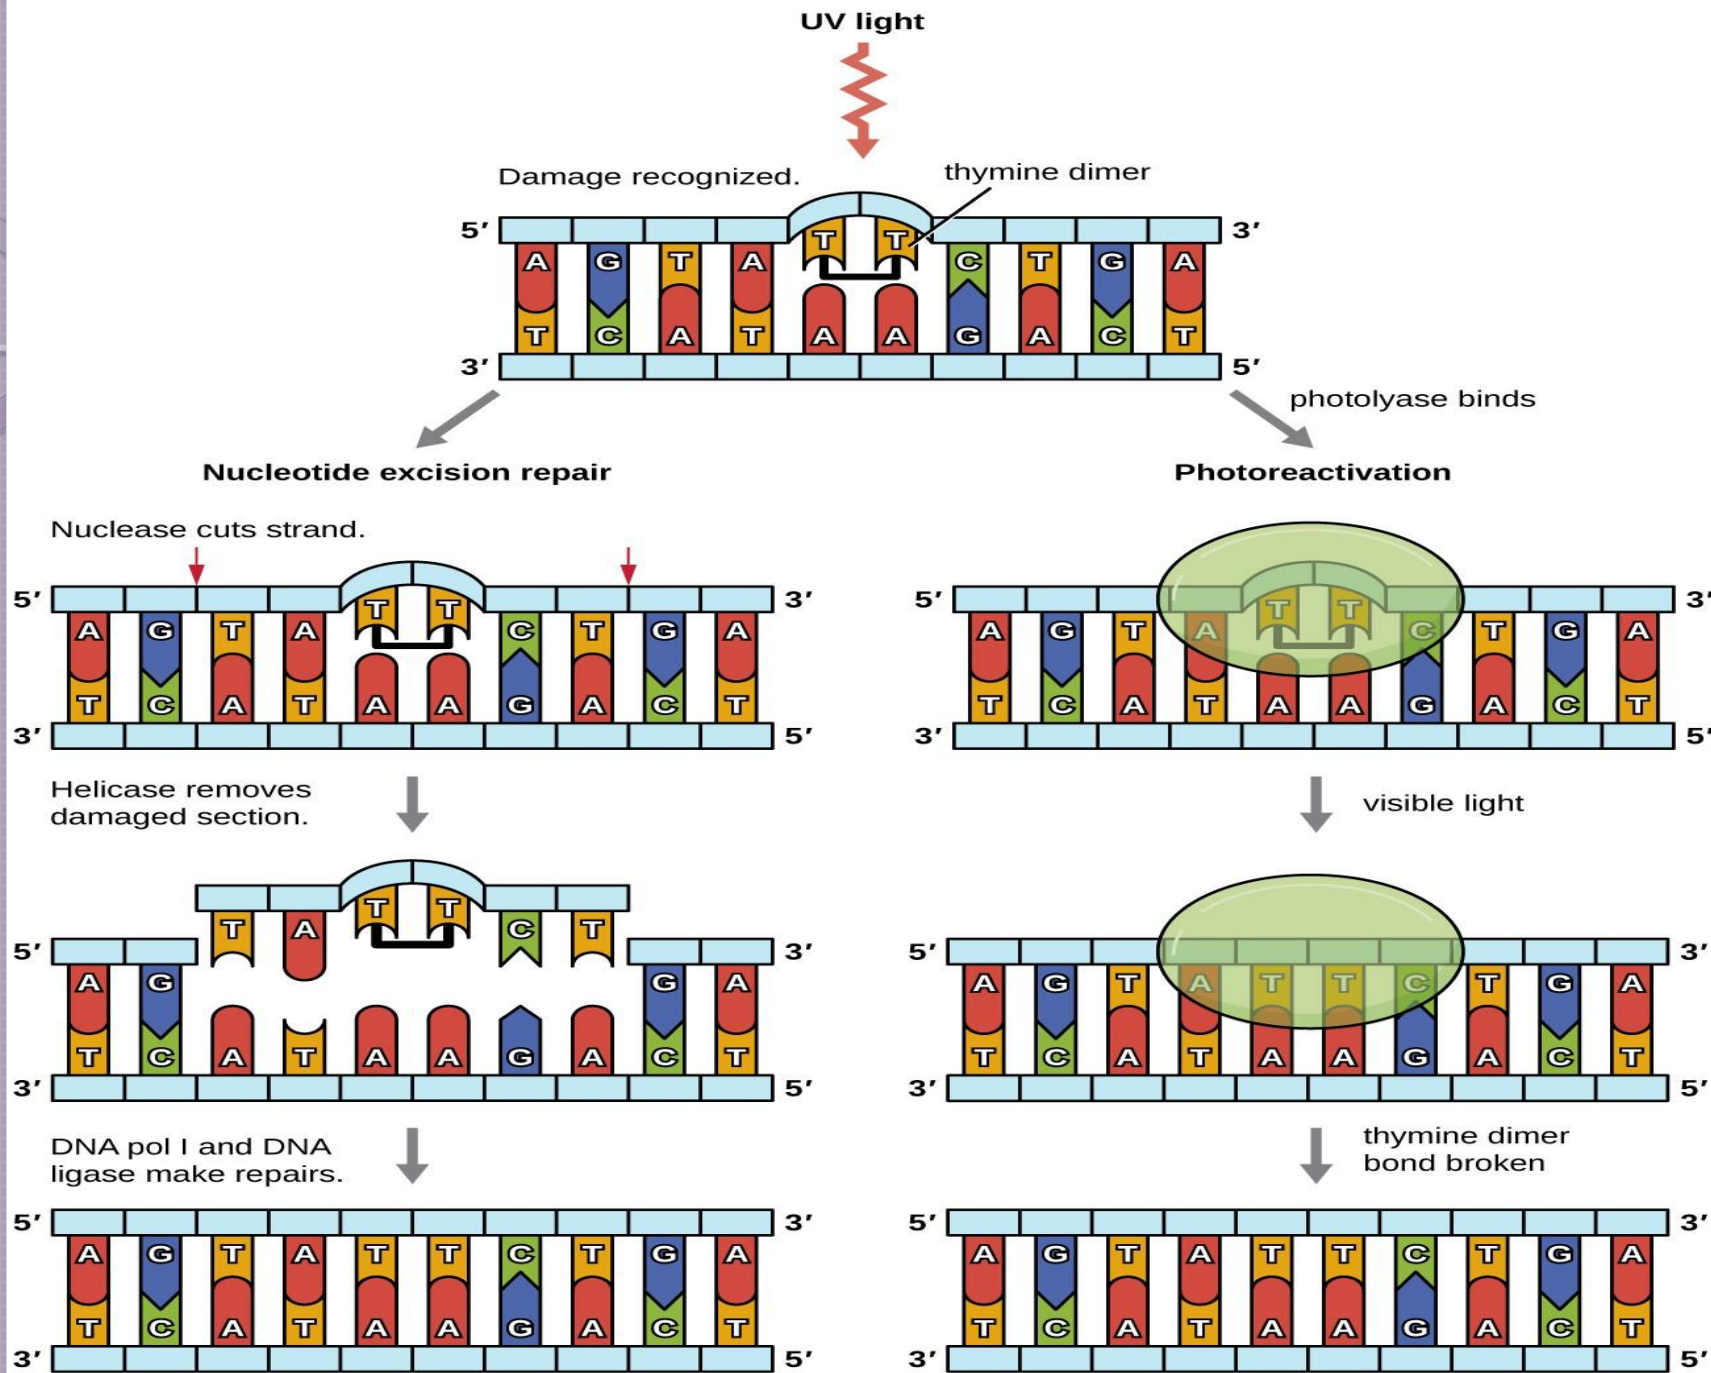 UV light
Damage recognized.
thymine dimer
5′ 3′
A G T A T T C T G A
T C A T A A G A C T
3′ 5′
photolyase binds
Nucleotide excision repair
Nuclease cuts strand.
5′ 3′
A G T A T T C T G A
T C A T A A G A C T
3′ 5′
Helicase removes
damaged section.
T A T T C T
5′ 3′
A G G A
T C A T A A G A C T
3′ 5′
DNA pol I and DNA
ligase make repairs.
5′ 3′
A G T A T T C T G A
T C A T A A G A C T
3′ 5′
Photoreactivation
5′ 3′
A G T A T T C T G A
T C A T A A G A C T
3′ 5′
visible light
5′ 3′
A G T A T T C T G A
T C A T A A G A C T
3′ 5′
thymine dimer
bond broken
5′ 3′
A G T A T T C T G A
T C A T A A G A C T
3′ 5′